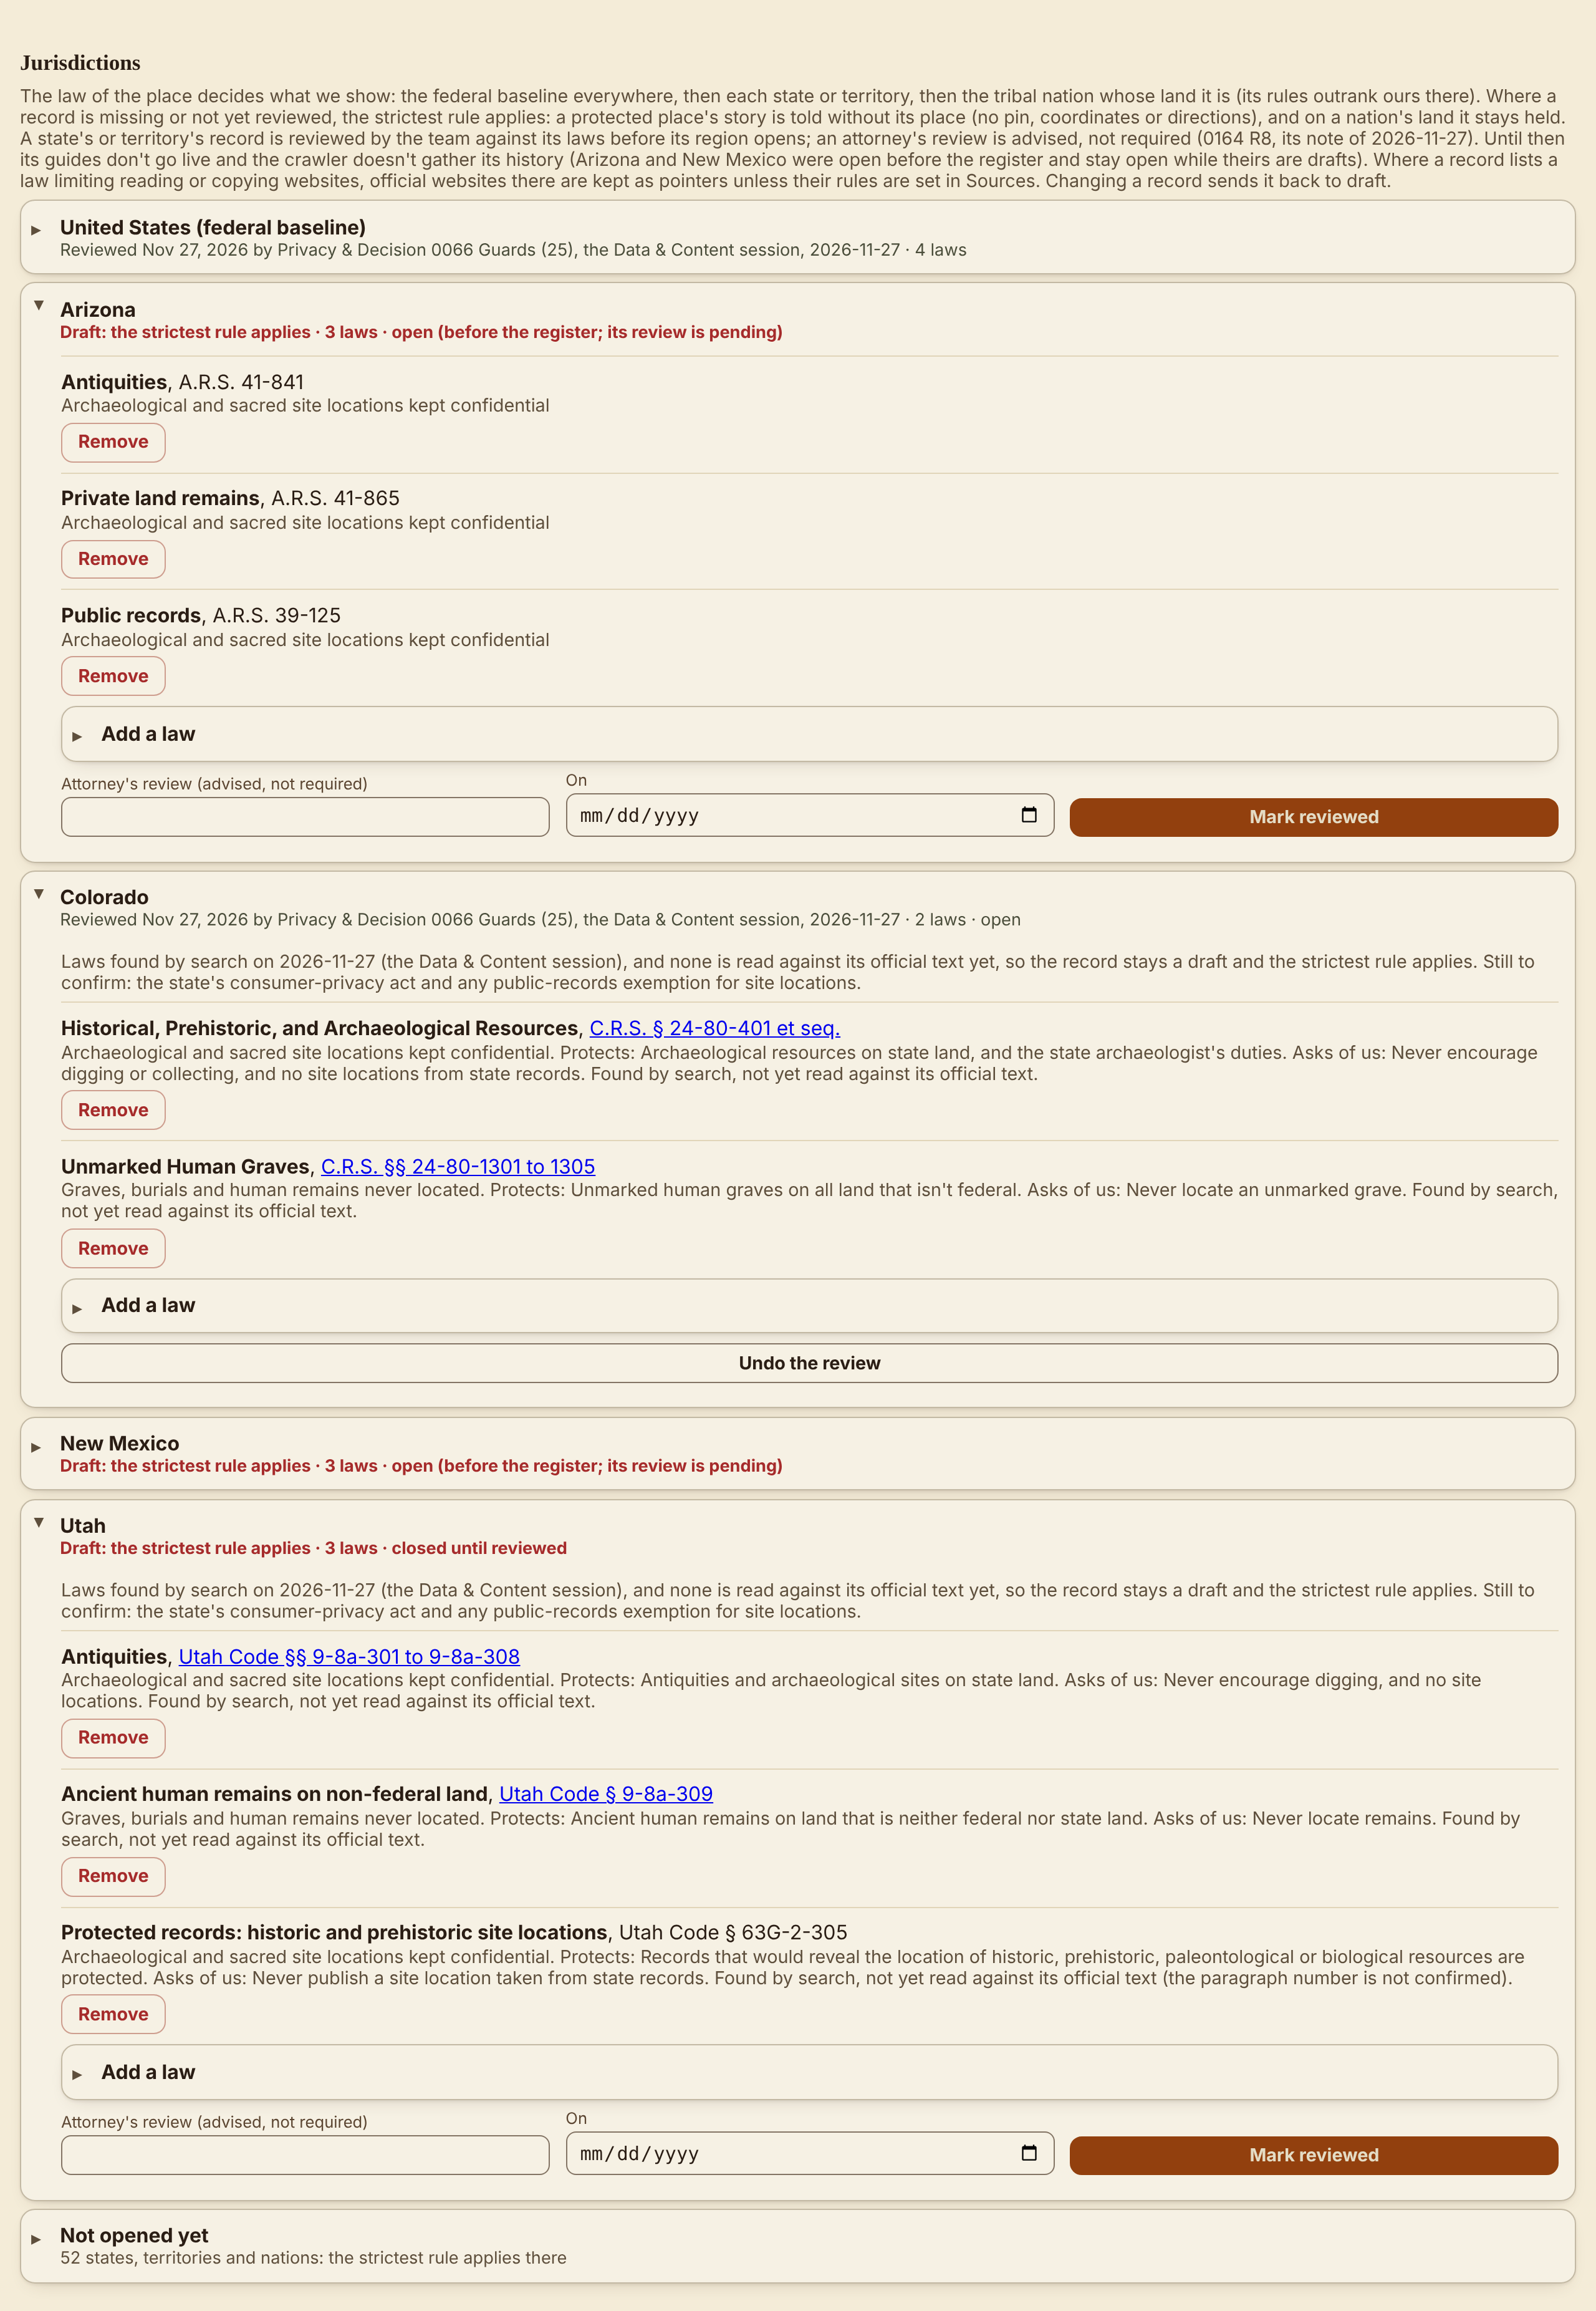 Jurisdictions
The law of the place decides what we show: the federal baseline everywhere, then each state or territory, then the tribal nation whose land it is (its rules outrank ours there). Where a
record is missing or not yet reviewed, the strictest rule applies: a protected place's story is told without its place (no pin, coordinates or directions), and on a nation's land it stays held.
A state's or territory's record is reviewed by the team against its laws before its region opens; an attorney's review is advised, not required (0164 R8, its note of 2026-11-27). Until then
its guides don't go live and the crawler doesn't gather its history (Arizona and New Mexico were open before the register and stay open while theirs are drafts). Where a record lists a
law limiting reading or copying websites, official websites there are kept as pointers unless their rules are set in Sources. Changing a record sends it back to draft.
United States (federal baseline)
Reviewed Nov 27, 2026 by Privacy & Decision 0066 Guards (25), the Data & Content session, 2026-11-27 · 4 laws
Arizona
Draft: the strictest rule applies · 3 laws · open (before the register; its review is pending)
Antiquities, A.R.S. 41-841
Archaeological and sacred site locations kept confidential
Remove
Private land remains, A.R.S. 41-865
Archaeological and sacred site locations kept confidential
Remove
Public records, A.R.S. 39-125
Archaeological and sacred site locations kept confidential
Remove
Add a law
Attorney's review (advised, not required)
On
mm/dd/yyyy
Mark reviewed
Colorado
Reviewed Nov 27, 2026 by Privacy & Decision 0066 Guards (25), the Data & Content session, 2026-11-27 · 2 laws · open
Laws found by search on 2026-11-27 (the Data & Content session), and none is read against its official text yet, so the record stays a draft and the strictest rule applies. Still to
confirm: the state's consumer-privacy act and any public-records exemption for site locations.
Historical, Prehistoric, and Archaeological Resources, C.R.S. § 24-80-401 et seq.
Archaeological and sacred site locations kept confidential. Protects: Archaeological resources on state land, and the state archaeologist's duties. Asks of us: Never encourage
digging or collecting, and no site locations from state records. Found by search, not yet read against its official text.
Remove
Unmarked Human Graves, C.R.S. §§ 24-80-1301 to 1305
Graves, burials and human remains never located. Protects: Unmarked human graves on all land that isn't federal. Asks of us: Never locate an unmarked grave. Found by search,
not yet read against its official text.
Remove
Add a law
Undo the review
New Mexico
Draft: the strictest rule applies · 3 laws · open (before the register; its review is pending)
Utah
Draft: the strictest rule applies · 3 laws · closed until reviewed
Laws found by search on 2026-11-27 (the Data & Content session), and none is read against its official text yet, so the record stays a draft and the strictest rule applies. Still to
confirm: the state's consumer-privacy act and any public-records exemption for site locations.
Antiquities, Utah Code §§ 9-8a-301 to 9-8a-308
Archaeological and sacred site locations kept confidential. Protects: Antiquities and archaeological sites on state land. Asks of us: Never encourage digging, and no site
locations. Found by search, not yet read against its official text.
Remove
Ancient human remains on non-federal land, Utah Code § 9-8a-309
Graves, burials and human remains never located. Protects: Ancient human remains on land that is neither federal nor state land. Asks of us: Never locate remains. Found by
search, not yet read against its official text.
Remove
Protected records: historic and prehistoric site locations, Utah Code § 63G-2-305
Archaeological and sacred site locations kept confidential. Protects: Records that would reveal the location of historic, prehistoric, paleontological or biological resources are
protected. Asks of us: Never publish a site location taken from state records. Found by search, not yet read against its official text (the paragraph number is not confirmed).
Remove
Add a law
Attorney's review (advised, not required)
On
mm/dd/yyyy
Mark reviewed
Not opened yet
52 states, territories and nations: the strictest rule applies there